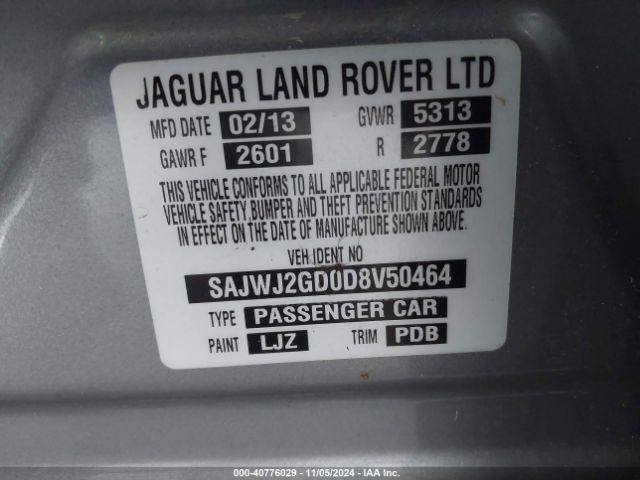 JAGUAR LAND ROVER LTD
MFD DATE 02/13 GVWR 5313
GAWR F 2601 R 2778
THIS VEHICLE CONFORMS TO ALL APPLICABLE FEDERAL MOTOR
VEHICLE SAFETY,BUMPER AND THEFT PREVENTION STANDARDS
IN EFFECT ON THE DATE OF MANUFACTURE SHOWN ABOVE.
VEH IDENT NO
SAJWJ2GD0D8V50464
TYPE PASSENGER CAR
PAINT LJZ TRIM PDB
000-40776029 - 11/05/2024 - IAA Inc.